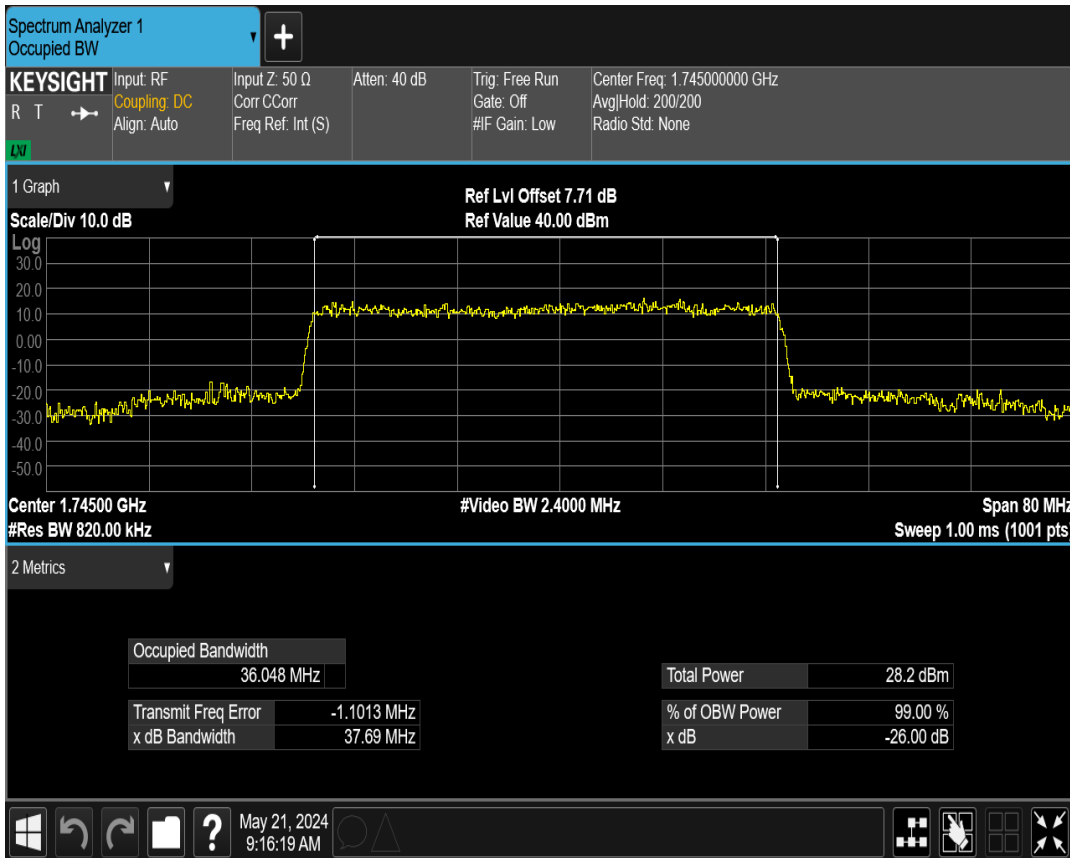 Spectrum Analyzer 1
Occupied BW
+
KEYSIGHT
R T
LXI
Input: RF
Coupling: DC
Align: Auto
Input Z: 50 Ω
Corr CCorr
Freq Ref: Int (S)
Atten: 40 dB
Trig: Free Run
Gate: Off
#IF Gain: Low
Center Freq: 1.745000000 GHz
Avg|Hold: 200/200
Radio Std: None
1 Graph
Scale/Div 10.0 dB
Ref Lvl Offset 7.71 dB
Ref Value 40.00 dBm
Log
30.0
20.0
10.0
0.00
-10.0
-20.0
-30.0
-40.0
-50.0
Center 1.74500 GHz
#Video BW 2.4000 MHz
Span 80 MHz
#Res BW 820.00 kHz
Sweep 1.00 ms (1001 pts)
2 Metrics
Occupied Bandwidth
36.048 MHz
Transmit Freq Error -1.1013 MHz
x dB Bandwidth 37.69 MHz
Total Power 28.2 dBm
% of OBW Power 99.00 %
x dB -26.00 dB
?
May 21, 2024
9:16:19 AM